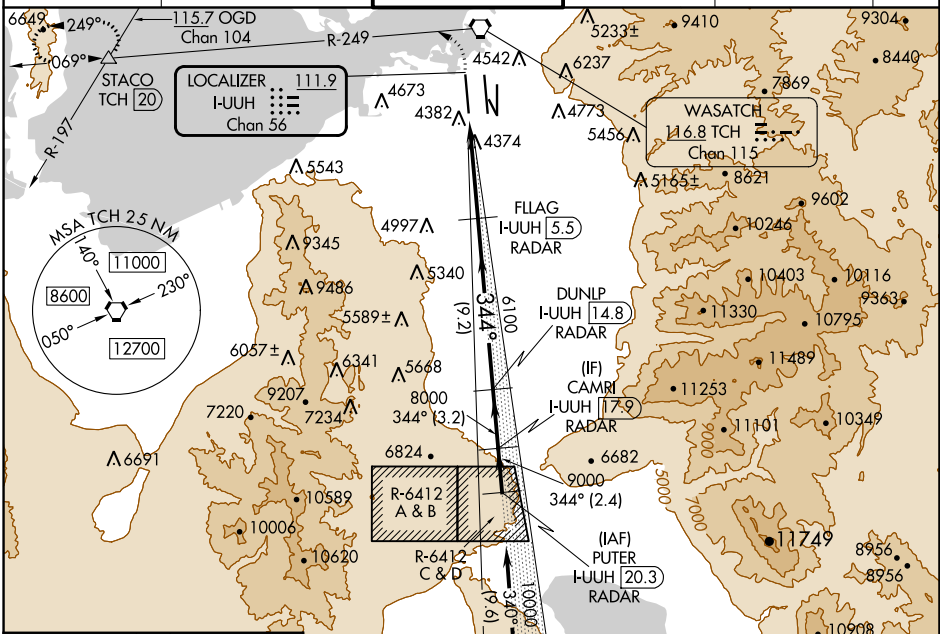 6649
249°
069°
115.7 OGD
Chan 104
R-249
STACO
TCH 20
R-197
LOCALIZER 111.9
I-UUH
Chan 56
4542
5233±
6237
9410
9304
8440
7869
4673
4382
4374
4773
5456
WASATCH
116.8 TCH
Chan 115
5543
5165±
8621
9602
MSA TCH 25 NM
140°
11000
8600
230°
050°
12700
9345
4997
FLLAG
I-UUH 5.5
RADAR
10246
9486
5340
10403
10116
9363
5589±
344°
(9.2)
6100
DUNLP
I-UUH 14.8
RADAR
11330
10795
6057±
6341
5668
11489
9207
7220
7234
8000
344° (3.2)
(IF)
CAMRI
I-UUH 17.9
RADAR
11253
11101
9000
10349
6691
6824
6682
5000
7000
9000
344° (2.4)
R-6412
A & B
10589
10006
10620
R-6412
C & D
(IAF)
PUTER
I-UUH 20.3
RADAR
11749
8956
8956
340°
(9.6)
10000
10908